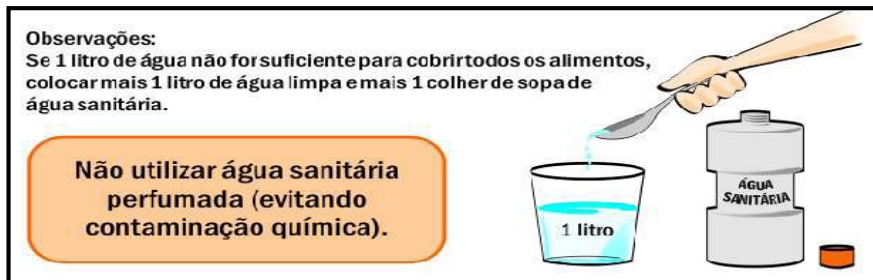 Observações:
Se 1 litro de água não for suficiente para cobrir todos os alimentos,
colocar mais 1 litro de água limpa e mais 1 colher de sopa de
água sanitária.
Não utilizar água sanitária
perfumada (evitando
contaminação química).
1 litro
ÁGUA
SANITÁRIA